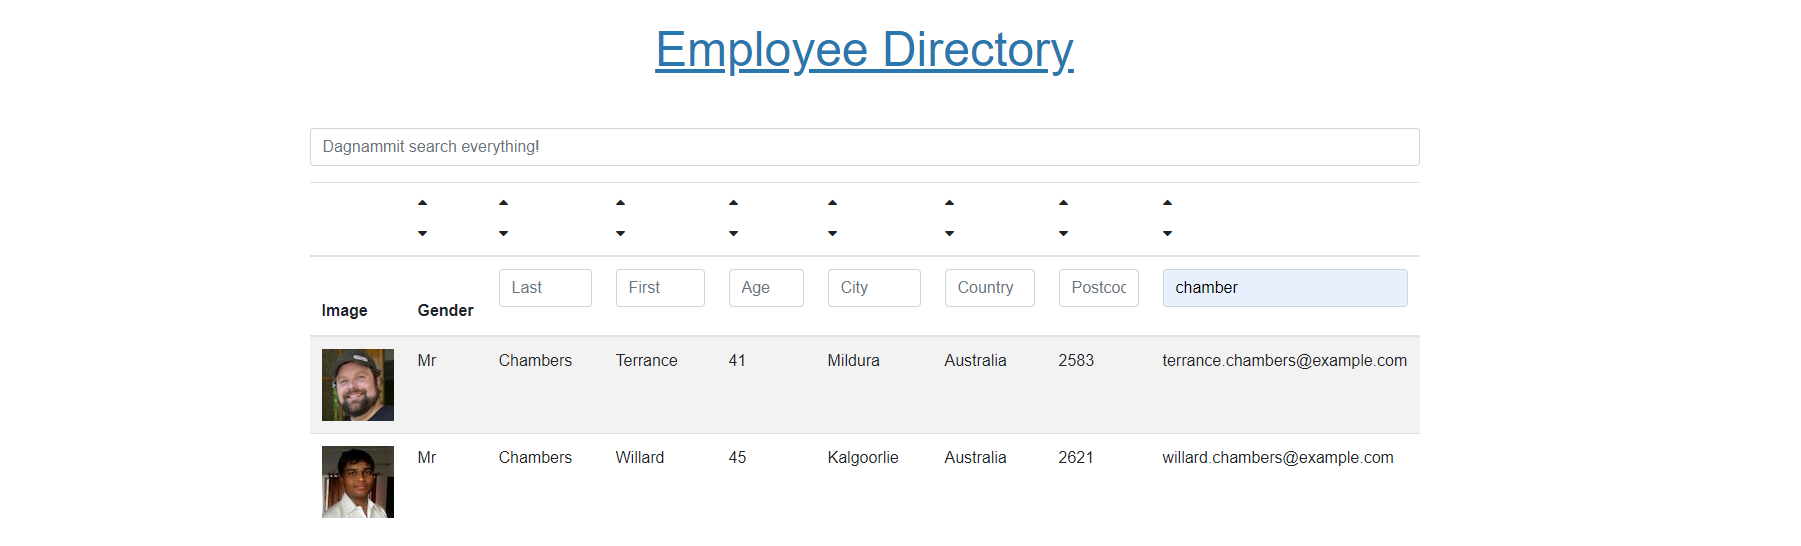 Employee Directory
Dagnammit search everything!
Last First Age City Country Postcoc chamber
Image Gender
Mr Chambers Terrance 41 Mildura Australia 2583 terrance.chambers@example.com
Mr Chambers Willard 45 Kalgoorlie Australia 2621 willard.chambers@example.com